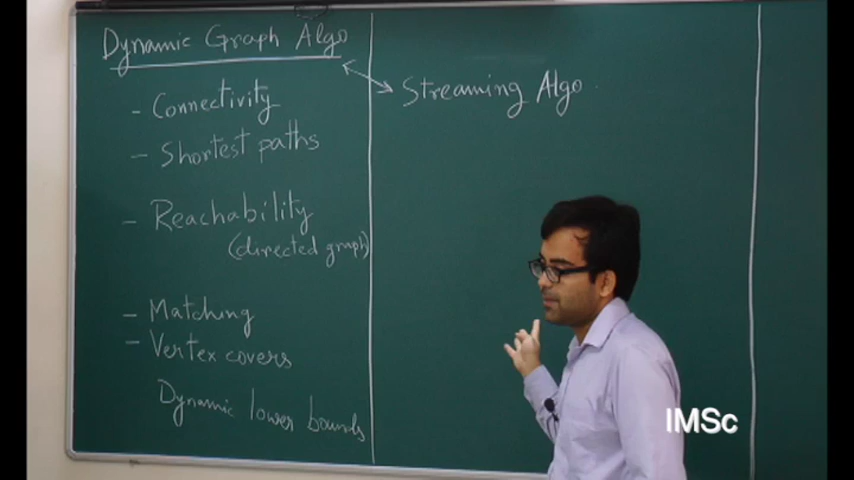 Dynamic Graph Algo
- Connectivity
- Shortest paths
- Reachability
(directed graph)
- Matching
- Vertex covers
Dynamic lower bounds
Streaming Algo
IMSc